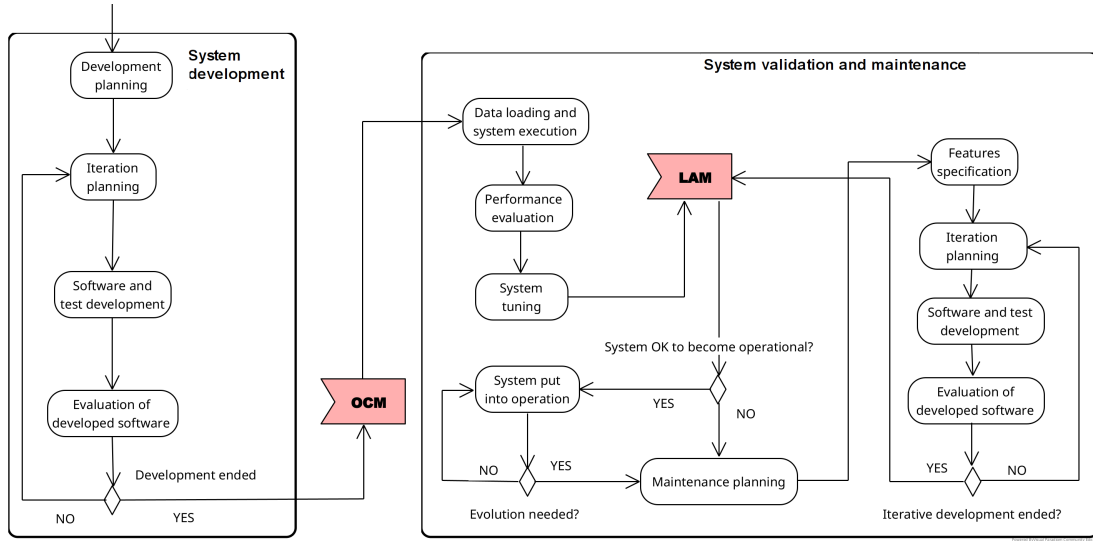 System
development
Development
planning
Iteration
planning
Software and
test development
Evaluation of
developed software
Development ended
NO
YES
OCM
System validation and maintenance
Data loading and
system execution
Performance
evaluation
System
tuning
LAM
System OK to become operational?
YES
NO
System put
into operation
NO
YES
Evolution needed?
Maintenance planning
Features
specification
Iteration
planning
Software and test
development
Evaluation of
developed software
YES
NO
Iterative development ended?